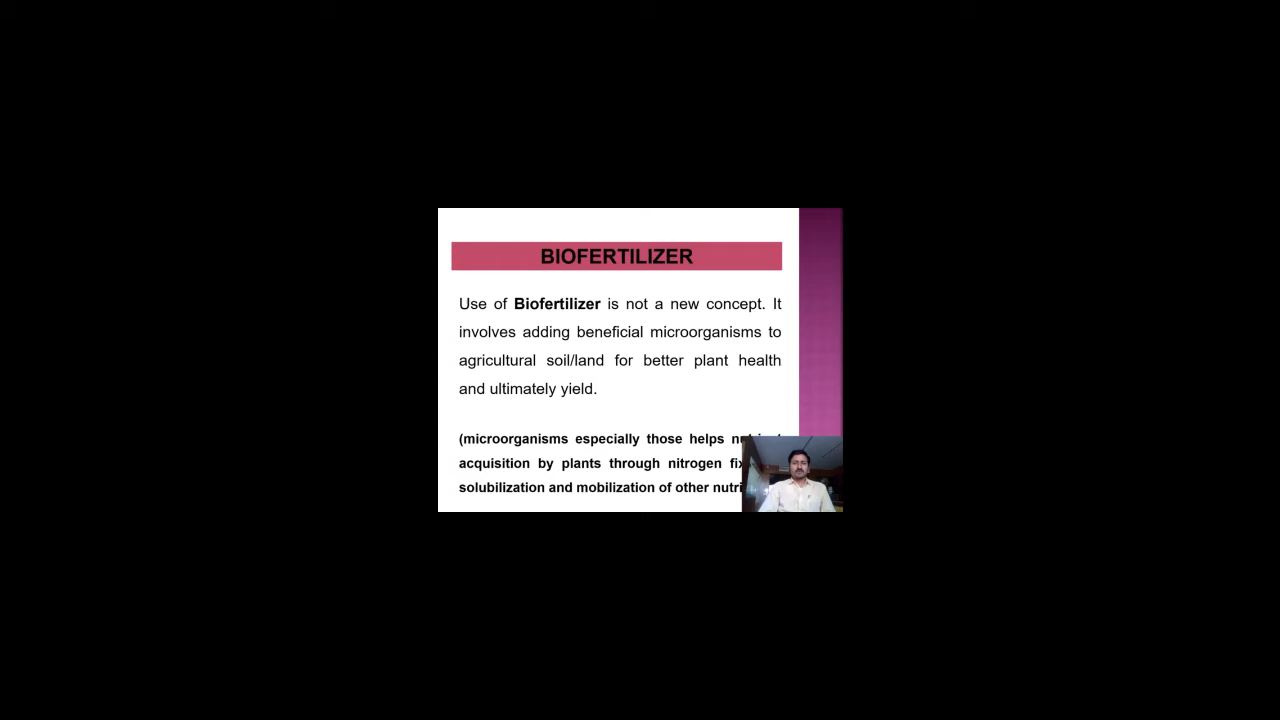 BIOFERTILIZER
Use of Biofertilizer is not a new concept. It
involves adding beneficial microorganisms to
agricultural soil/land for better plant health
and ultimately yield.
(microorganisms especially those helps
acquisition by plants through nitrogen
solubilization and mobilization of other